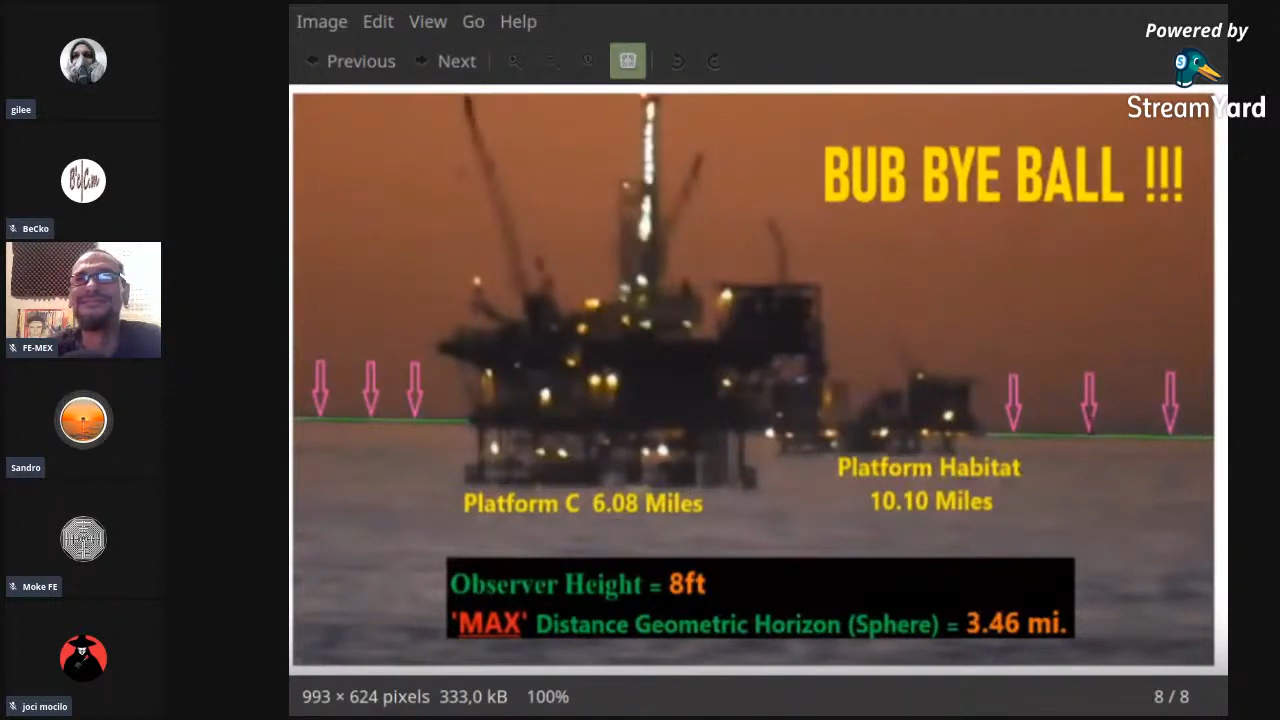 Image Edit View Go Help
Previous Next
Powered by
StreamYard
gilee
BeCko
FE-MEX
Sandro
Moke FE
joci mocilo
BUB BYE BALL !!!
Platform C 6.08 Miles
Platform Habitat
10.10 Miles
Observer Height = 8ft
'MAX' Distance Geometric Horizon (Sphere) = 3.46 mi.
993 × 624 pixels 333,0 kB 100%
8 / 8